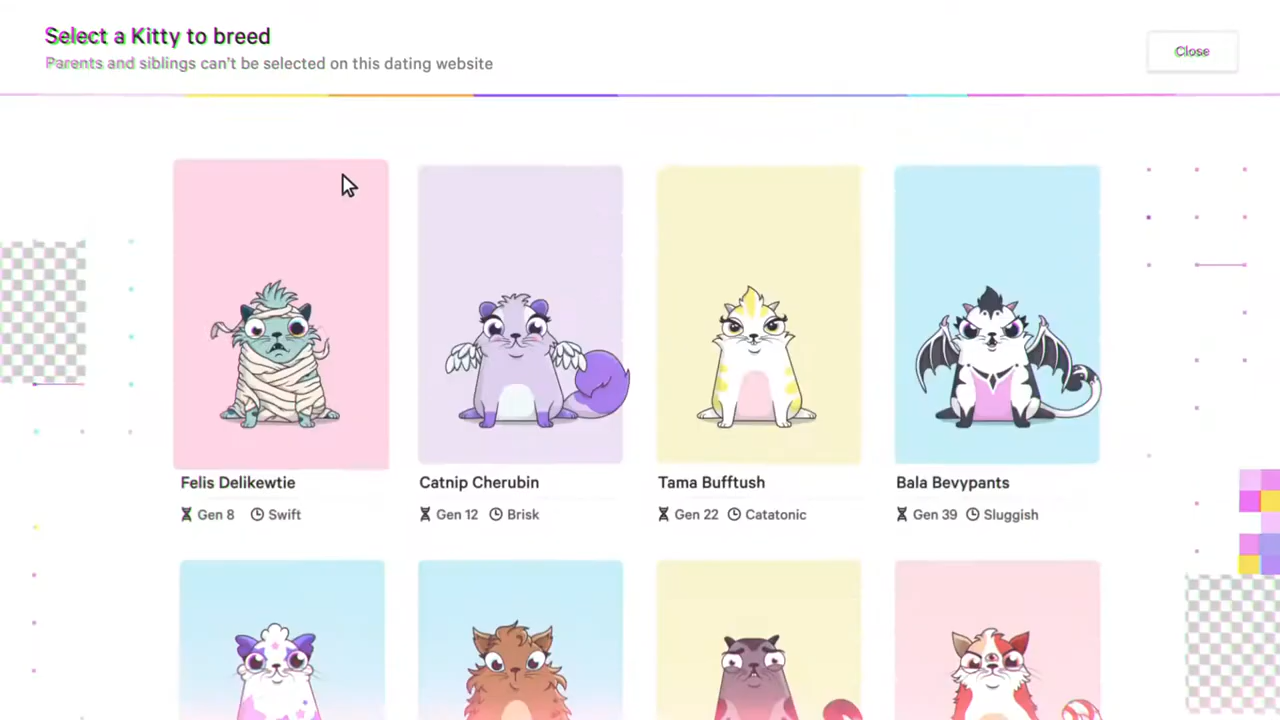 Select a Kitty to breed
Parents and siblings can't be selected on this dating website
Close
Felis Delikewtie
Gen 8 Swift
Catnip Cherubin
Gen 12 Brisk
Tama Bufftush
Gen 22 Catatonic
Bala Bevypants
Gen 39 Sluggish